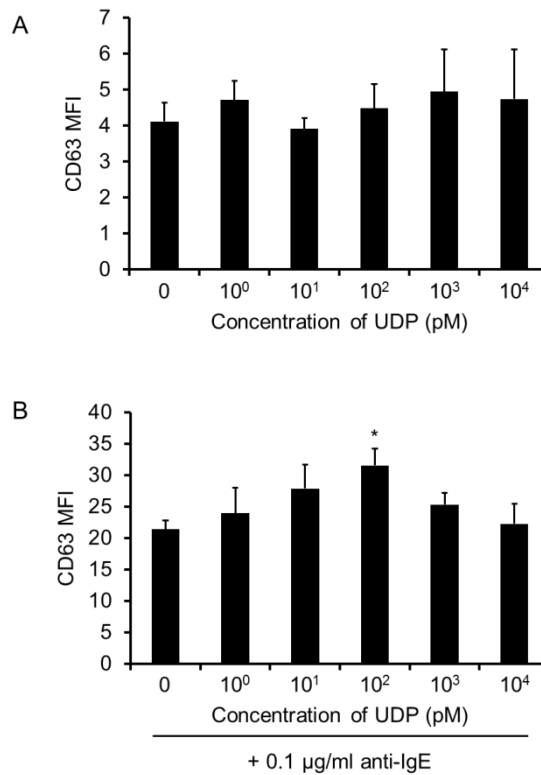 A
7
6
5
4
3
2
1
0
CD63 MFI
0 10⁰ 10¹ 10² 10³ 10⁴
Concentration of UDP (pM)
B
40
35
30
25
20
15
10
5
0
CD63 MFI
*
0 10⁰ 10¹ 10² 10³ 10⁴
Concentration of UDP (pM)
+ 0.1 µg/ml anti-IgE